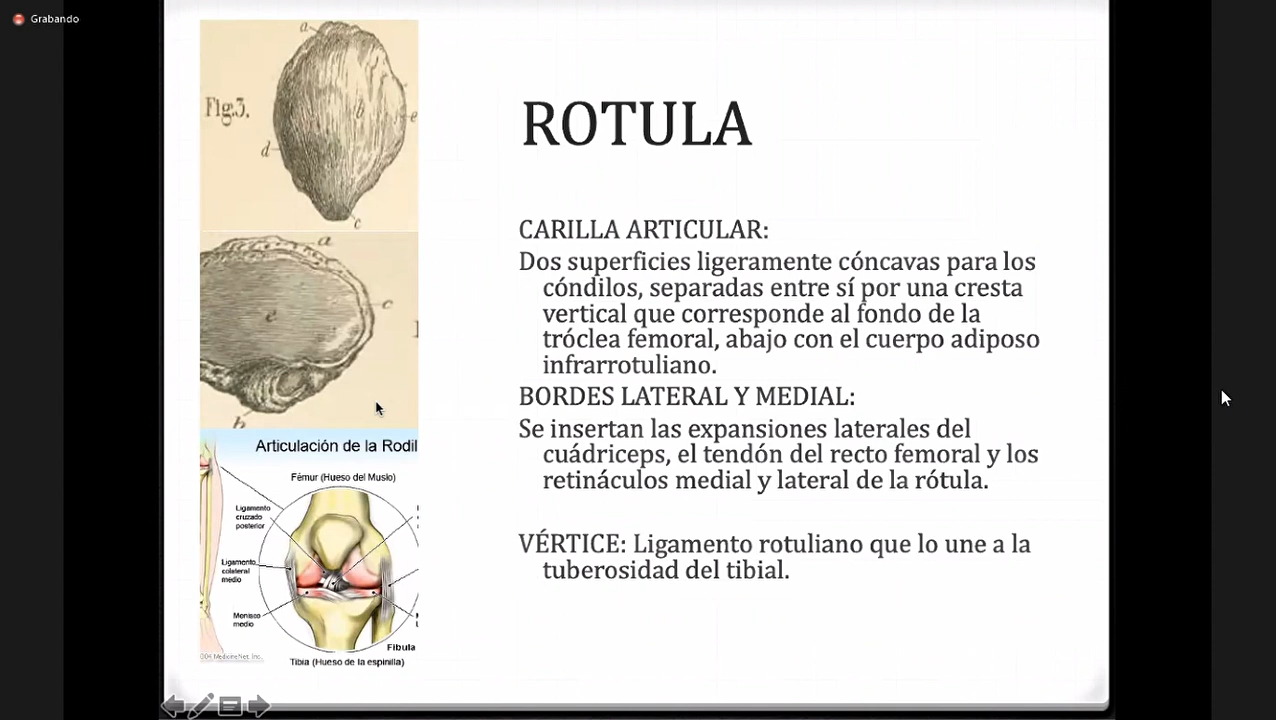 Grabando
a
Fig.3.
b
e
d
c
a
c
e
b
ROTULA
CARILLA ARTICULAR:
Dos superficies ligeramente cóncavas para los
cóndilos, separadas entre sí por una cresta
vertical que corresponde al fondo de la
tróclea femoral, abajo con el cuerpo adiposo
infrarrotuliano.
BORDES LATERAL Y MEDIAL:
Se insertan las expansiones laterales del
cuádriceps, el tendón del recto femoral y los
retináculos medial y lateral de la rótula.
VÉRTICE: Ligamento rotuliano que lo une a la
tuberosidad del tibial.
Articulación de la Rodil
Fémur (Hueso del Muslo)
Ligamento
cruzado
posterior
Ligamento
colateral
medio
Menisco
medio
Fíbula
Tibia (Hueso de la espinilla)
MedicineNet, Inc.